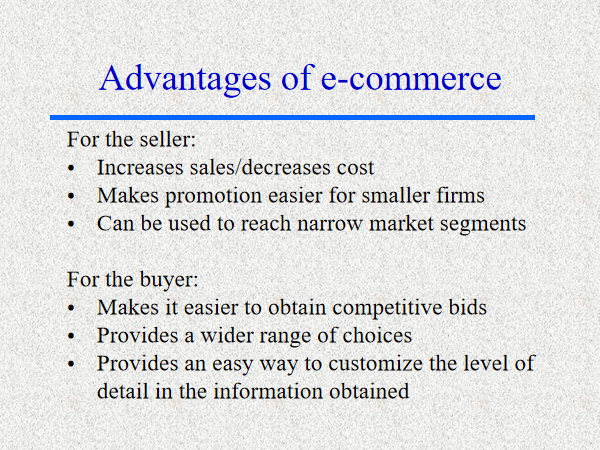 Advantages of e-commerce
For the seller:
• Increases sales/decreases cost
• Makes promotion easier for smaller firms
• Can be used to reach narrow market segments
For the buyer:
• Makes it easier to obtain competitive bids
• Provides a wider range of choices
• Provides an easy way to customize the level of
detail in the information obtained